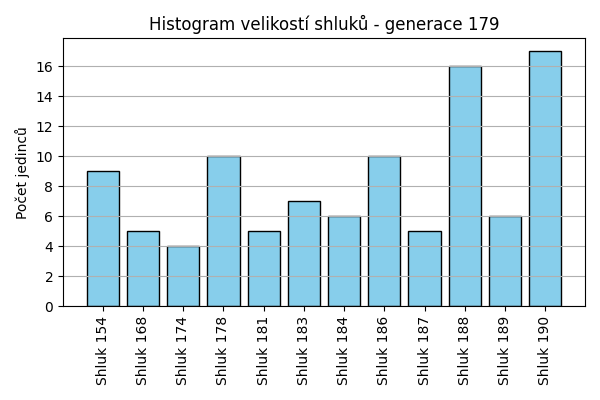 Histogram velikostí shluků - generace 179
Počet jedinců
16
14
12
10
8
6
4
2
0
Shluk 154
Shluk 168
Shluk 174
Shluk 178
Shluk 181
Shluk 183
Shluk 184
Shluk 186
Shluk 187
Shluk 188
Shluk 189
Shluk 190